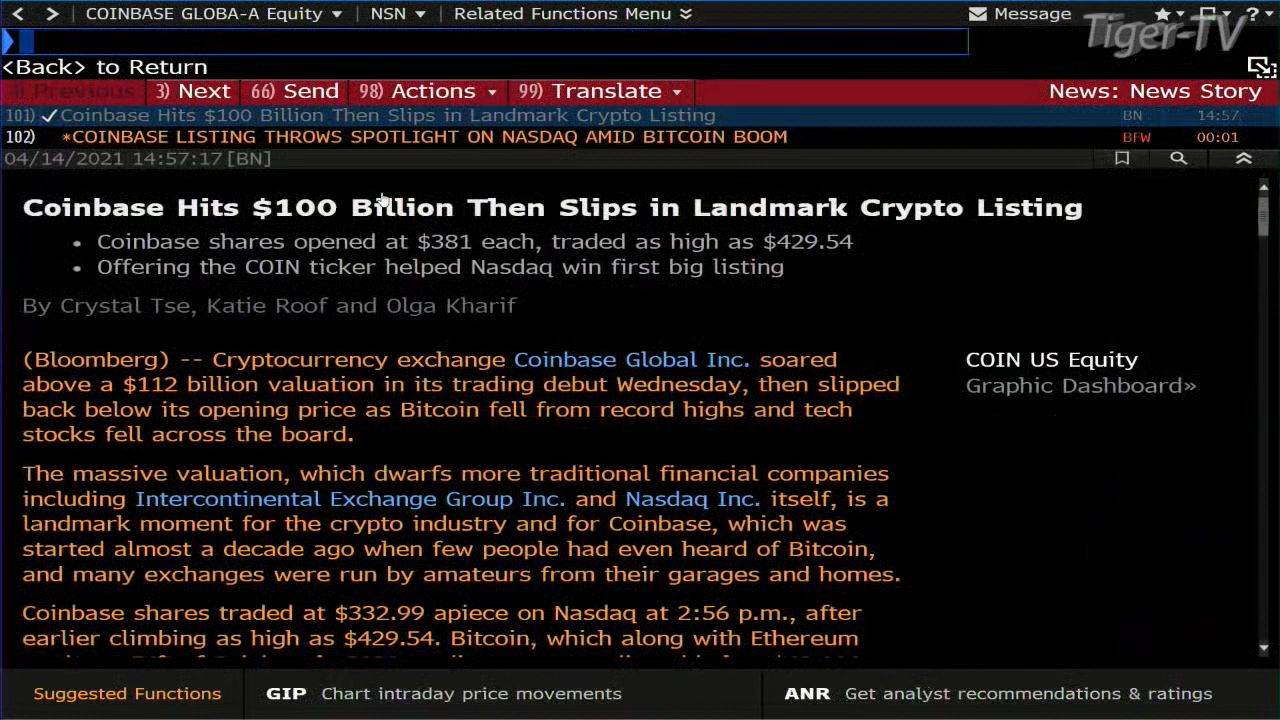 COINBASE GLOBA-A Equity NSN Related Functions Menu Message ?
Tiger-TV
<Back> to Return
4) Previous 3) Next 66) Send 98) Actions 99) Translate News: News Story
101) ✓Coinbase Hits $100 Billion Then Slips in Landmark Crypto Listing BN 14:57
102) *COINBASE LISTING THROWS SPOTLIGHT ON NASDAQ AMID BITCOIN BOOM BFW 00:01
04/14/2021 14:57:17[BN]
Coinbase Hits $100 Billion Then Slips in Landmark Crypto Listing
• Coinbase shares opened at $381 each, traded as high as $429.54
• Offering the COIN ticker helped Nasdaq win first big listing
By Crystal Tse, Katie Roof and Olga Kharif
(Bloomberg) -- Cryptocurrency exchange Coinbase Global Inc. soared
above a $112 billion valuation in its trading debut Wednesday, then slipped
back below its opening price as Bitcoin fell from record highs and tech
stocks fell across the board.
COIN US Equity
Graphic Dashboard»
The massive valuation, which dwarfs more traditional financial companies
including Intercontinental Exchange Group Inc. and Nasdaq Inc. itself, is a
landmark moment for the crypto industry and for Coinbase, which was
started almost a decade ago when few people had even heard of Bitcoin,
and many exchanges were run by amateurs from their garages and homes.
Coinbase shares traded at $332.99 apiece on Nasdaq at 2:56 p.m., after
earlier climbing as high as $429.54. Bitcoin, which along with Ethereum
Suggested Functions GIP Chart intraday price movements ANR Get analyst recommendations & ratings